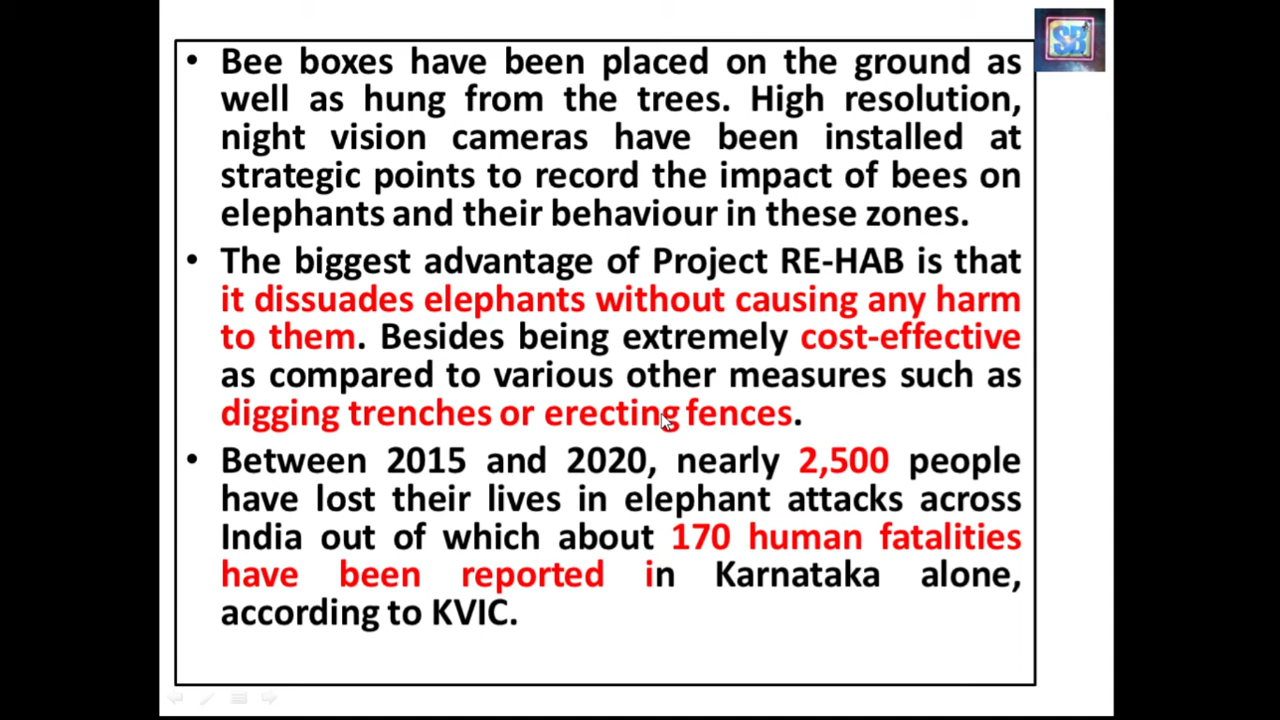 SB
• Bee boxes have been placed on the ground as
well as hung from the trees. High resolution,
night vision cameras have been installed at
strategic points to record the impact of bees on
elephants and their behaviour in these zones.
• The biggest advantage of Project RE-HAB is that
it dissuades elephants without causing any harm
to them. Besides being extremely cost-effective
as compared to various other measures such as
digging trenches or erecting fences.
• Between 2015 and 2020, nearly 2,500 people
have lost their lives in elephant attacks across
India out of which about 170 human fatalities
have been reported in Karnataka alone,
according to KVIC.